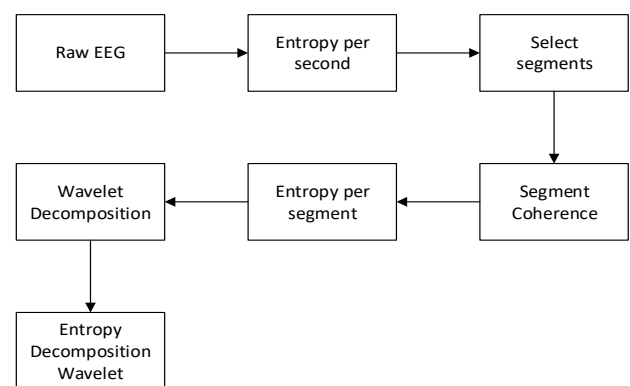 Raw EEG
Entropy per
second
Select
segments
Segment
Coherence
Entropy per
segment
Wavelet
Decomposition
Entropy
Decomposition
Wavelet